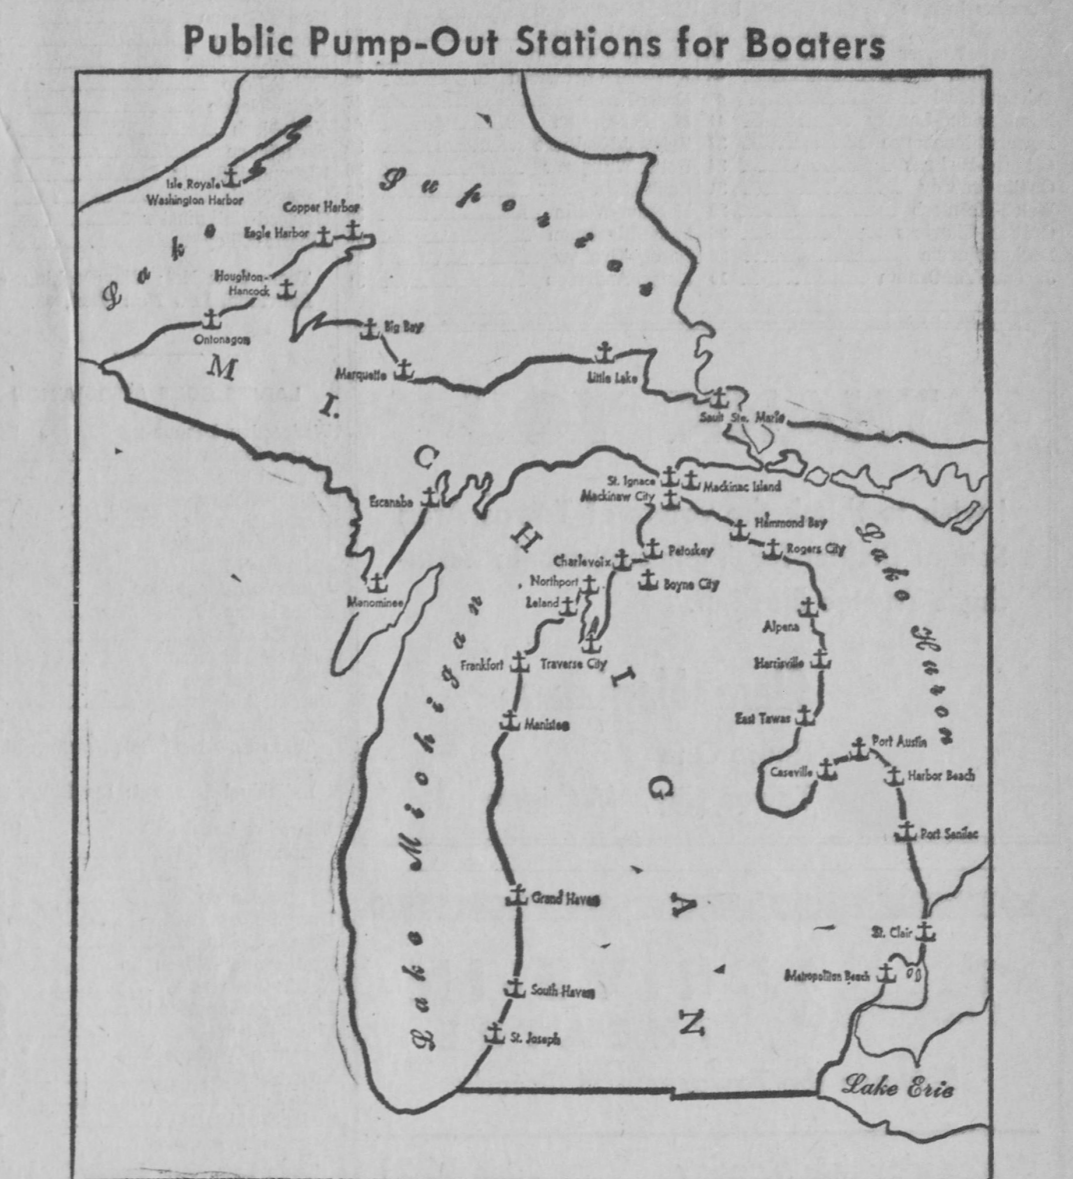 Public Pump-Out Stations for Boaters
Isle Royale
Washington Harbor
Copper Harbor
Eagle Harbor
Lake Superior
Houghton-
Hancock
Ontonagon
Big Bay
Marquette
Little Lake
Sault Ste. Marie
MICHIGAN
Escanaba
St. Ignace
Mackinaw City
Mackinac Island
Hammond Bay
Rogers City
Lake Huron
Petoskey
Charlevoix
Boyne City
Northport
Leland
Menominee
Alpena
Traverse City
Frankfort
Harrisville
Lake Michigan
Manistee
East Tawas
Port Austin
Caseville
Harbor Beach
Port Sanilac
Grand Haven
St. Clair
Metropolitan Beach
South Haven
St. Joseph
Lake Erie